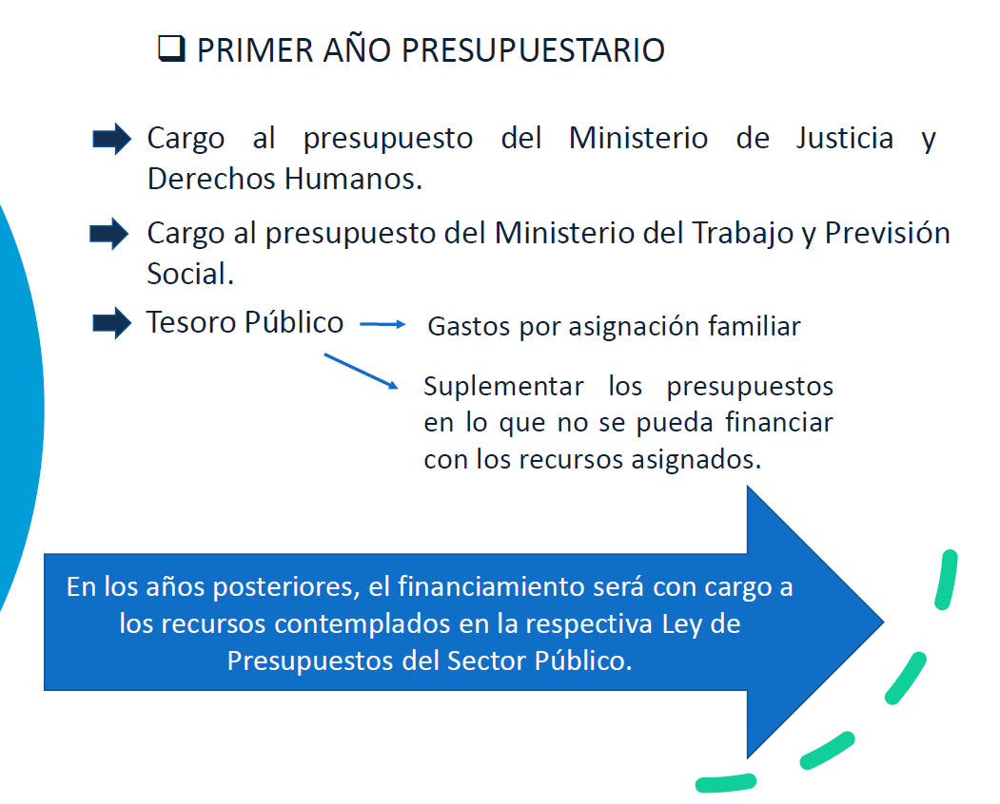 PRIMER AÑO PRESUPUESTARIO
Cargo al presupuesto del Ministerio de Justicia y
Derechos Humanos.
Cargo al presupuesto del Ministerio del Trabajo y Previsión
Social.
Tesoro Público
Gastos por asignación familiar
Suplementar los presupuestos
en lo que no se pueda financiar
con los recursos asignados.
En los años posteriores, el financiamiento será con cargo a
los recursos contemplados en la respectiva Ley de
Presupuestos del Sector Público.